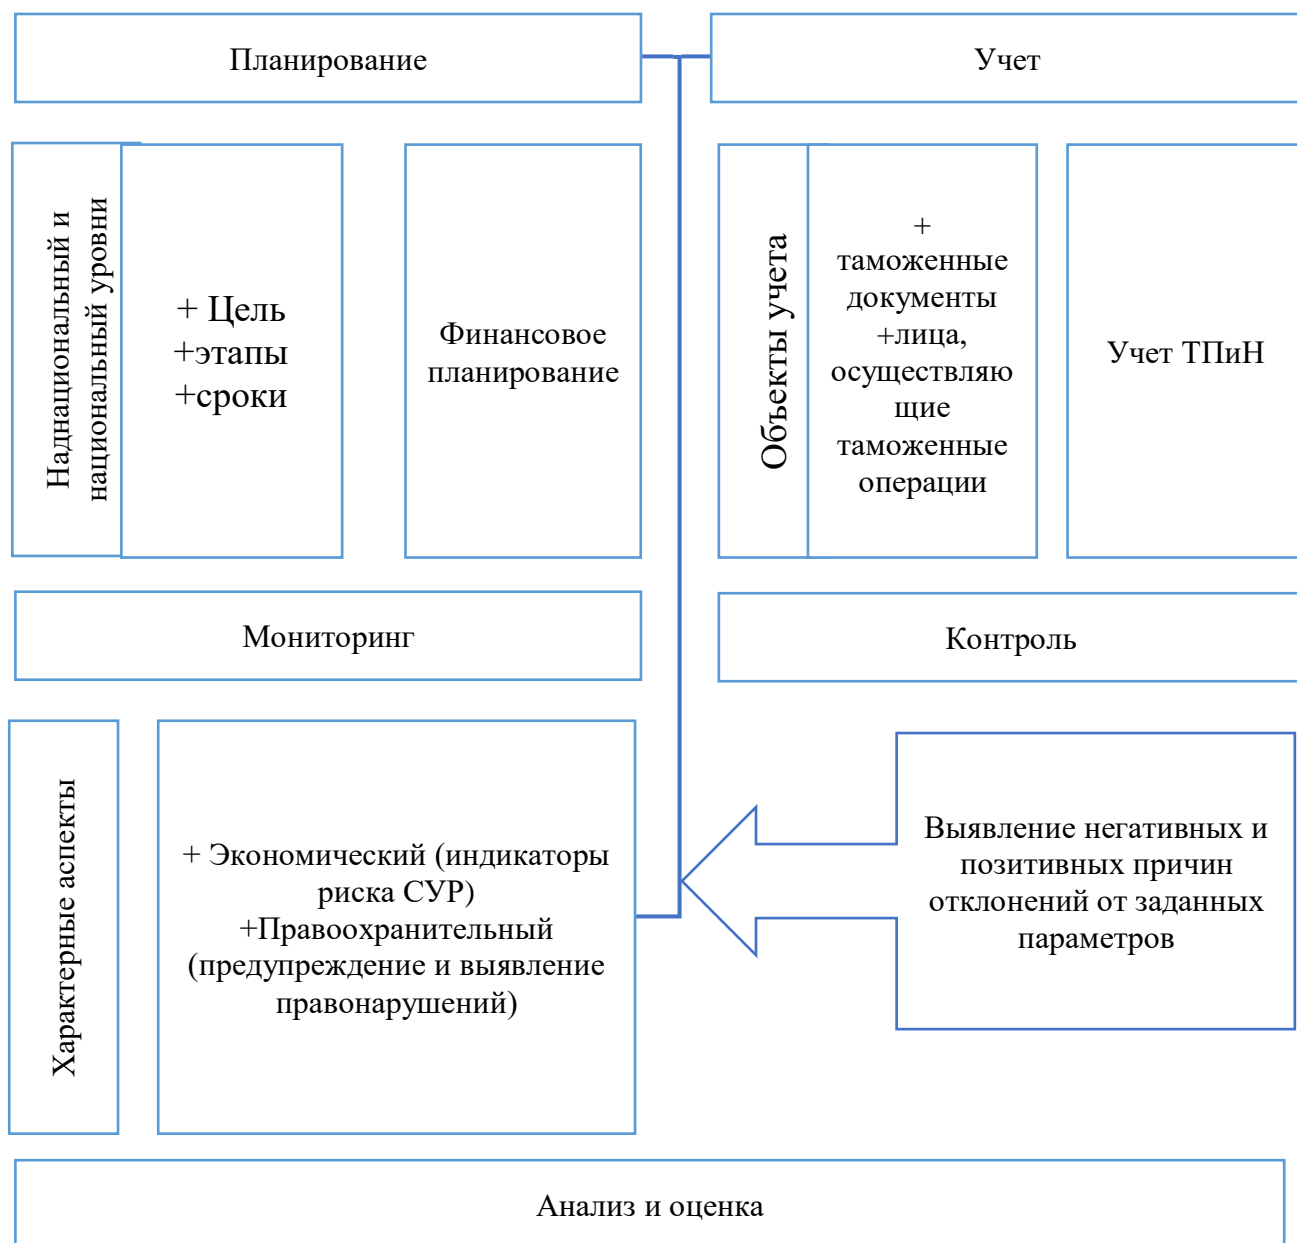 Планирование
Учет
Наднациональный и
национальный уровни
+ Цель
+этапы
+сроки
Финансовое
планирование
Объекты учета
+
таможенные
документы
+лица,
осуществляю
щие
таможенные
операции
Учет ТПиН
Мониторинг
Контроль
Характерные аспекты
+ Экономический (индикаторы
риска СУР)
+Правоохранительный
(предупреждение и выявление
правонарушений)
Выявление негативных и
позитивных причин
отклонений от заданных
параметров
Анализ и оценка